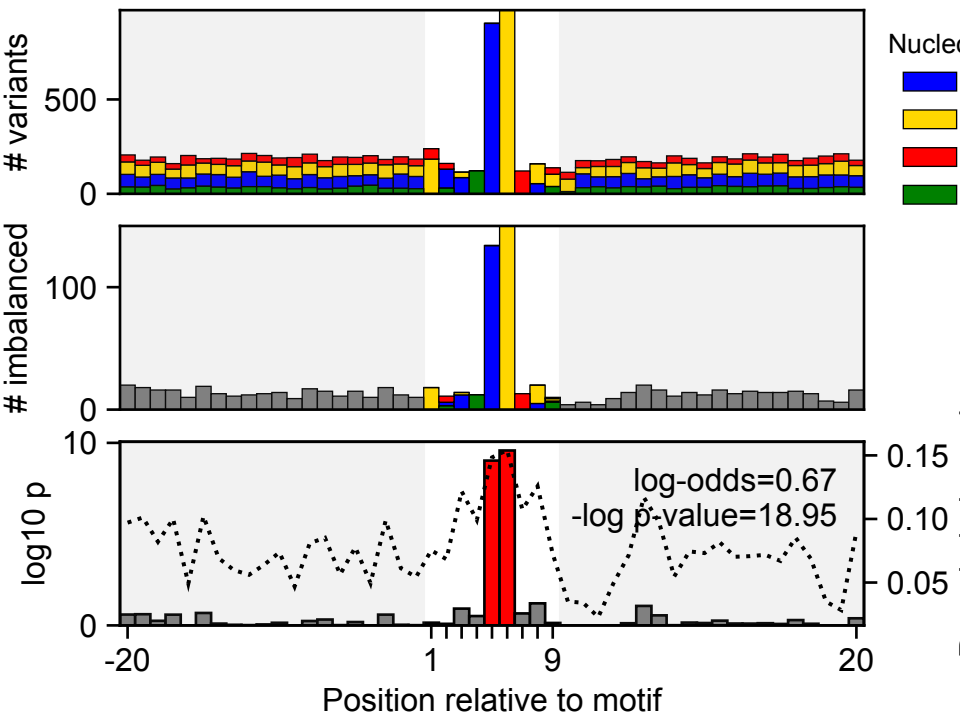 # variants
500
0
Nuclec
# imbalanced
100
0
log10 p
10
0
0.15
0.10
0.05
log-odds=0.67
-log p-value=18.95
-20
1
9
20
Position relative to motif